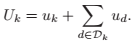 U_k = u_k + \sum_{d \in \mathcal{D}_k} u_d.